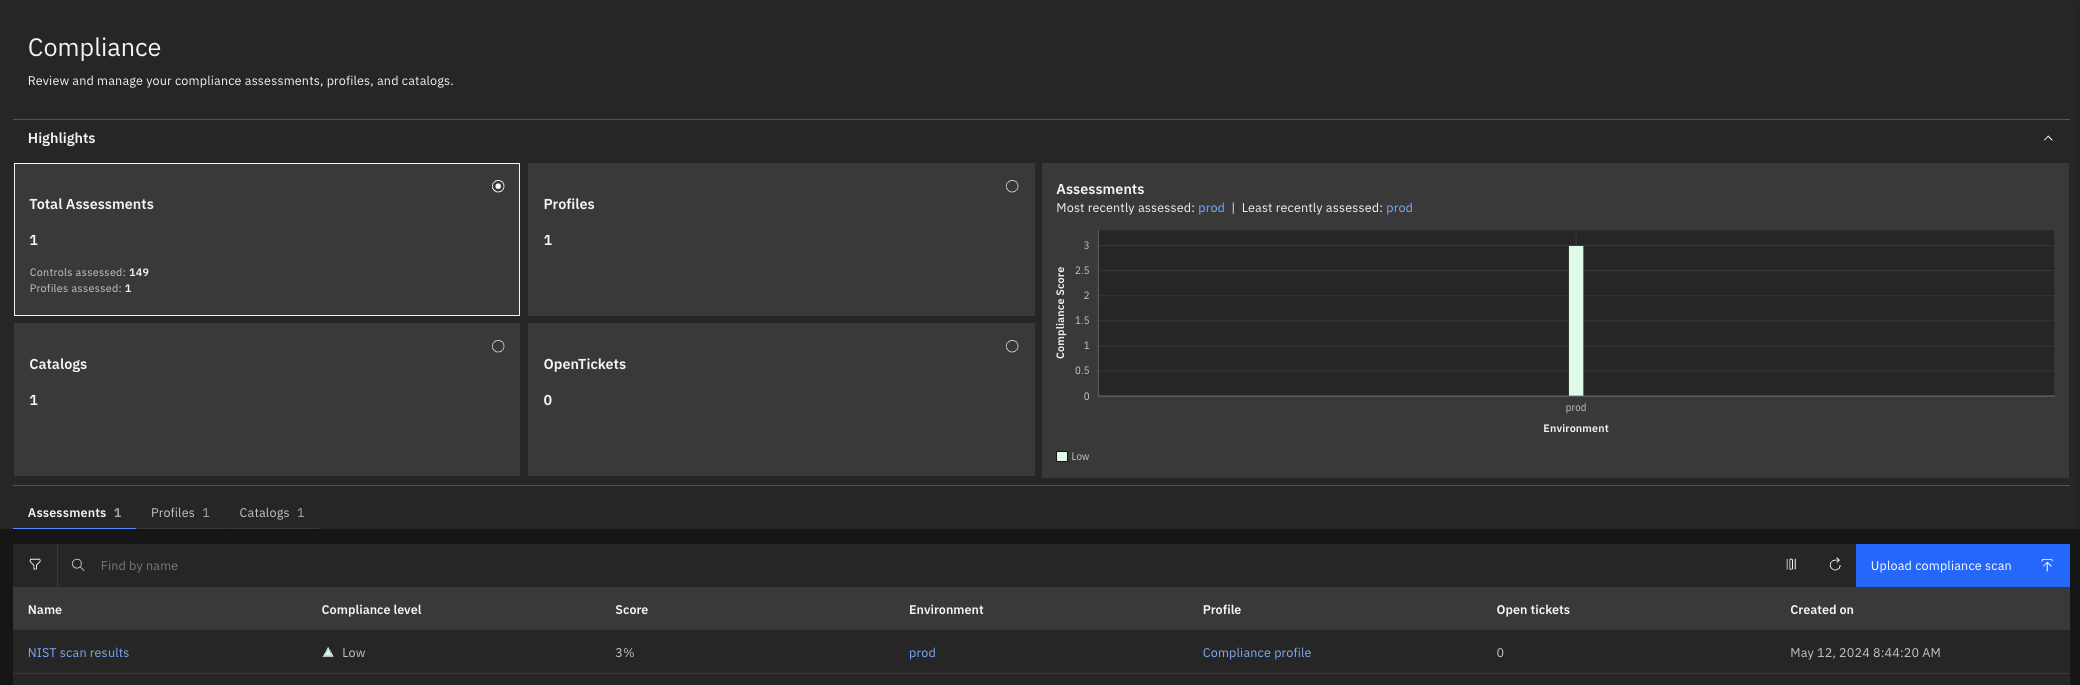 Compliance
Review and manage your compliance assessments, profiles, and catalogs.
Highlights
Total Assessments
1
Controls assessed: 149
Profiles assessed: 1
Profiles
1
Catalogs
1
OpenTickets
0
Assessments
Most recently assessed: prod | Least recently assessed: prod
Compliance Score
3
2.5
2
1.5
1
0.5
0
prod
Environment
Low
Assessments 1 Profiles 1 Catalogs 1
Find by name
Upload compliance scan
Name Compliance level Score Environment Profile Open tickets Created on
NIST scan results Low 3% prod Compliance profile 0 May 12, 2024 8:44:20 AM